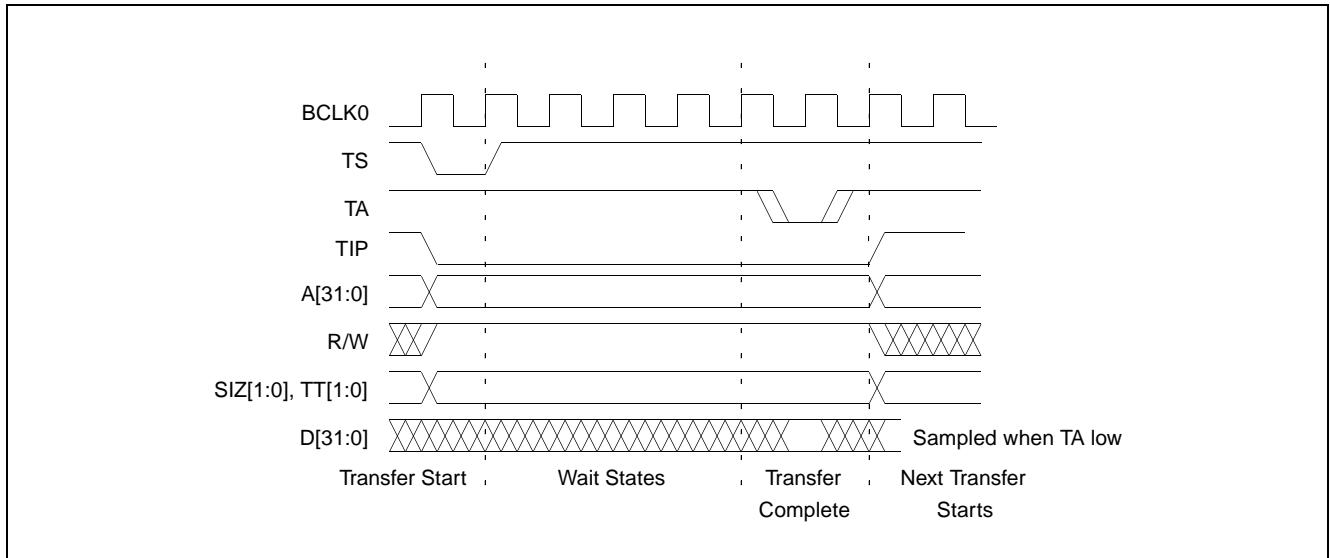 BCLK0
TS
TA
TIP
A[31:0]
R/W
SIZ[1:0], TT[1:0]
D[31:0]
Sampled when TA low
Transfer Start
Wait States
Transfer
Complete
Next Transfer
Starts